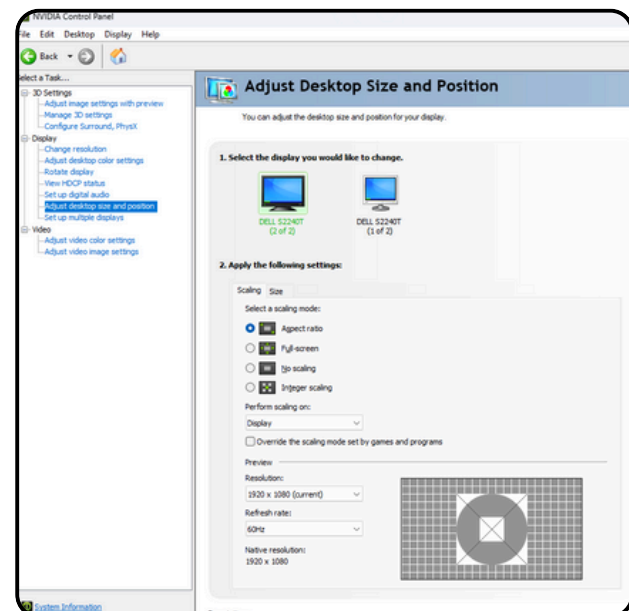 NVIDIA Control Panel
File Edit Desktop Display Help
Back
Select a Task...
3D Settings
Adjust image settings with preview
Manage 3D settings
Configure Surround, PhysX
Display
Change resolution
Adjust desktop color settings
Rotate display
View HDCP status
Set up digital audio
Adjust desktop size and position
Set up multiple displays
Video
Adjust video color settings
Adjust video image settings
System Information
Adjust Desktop Size and Position
You can adjust the desktop size and position for your display.
1. Select the display you would like to change.
DELL S2240T
(2 of 2)
DELL S2240T
(1 of 2)
2. Apply the following settings:
Scaling Size
Select a scaling mode:
Aspect ratio
Full-screen
No scaling
Integer scaling
Perform scaling on:
Display
Override the scaling mode set by games and programs
Preview
Resolution:
1920 x 1080 (current)
Refresh rate:
60Hz
Native resolution:
1920 x 1080